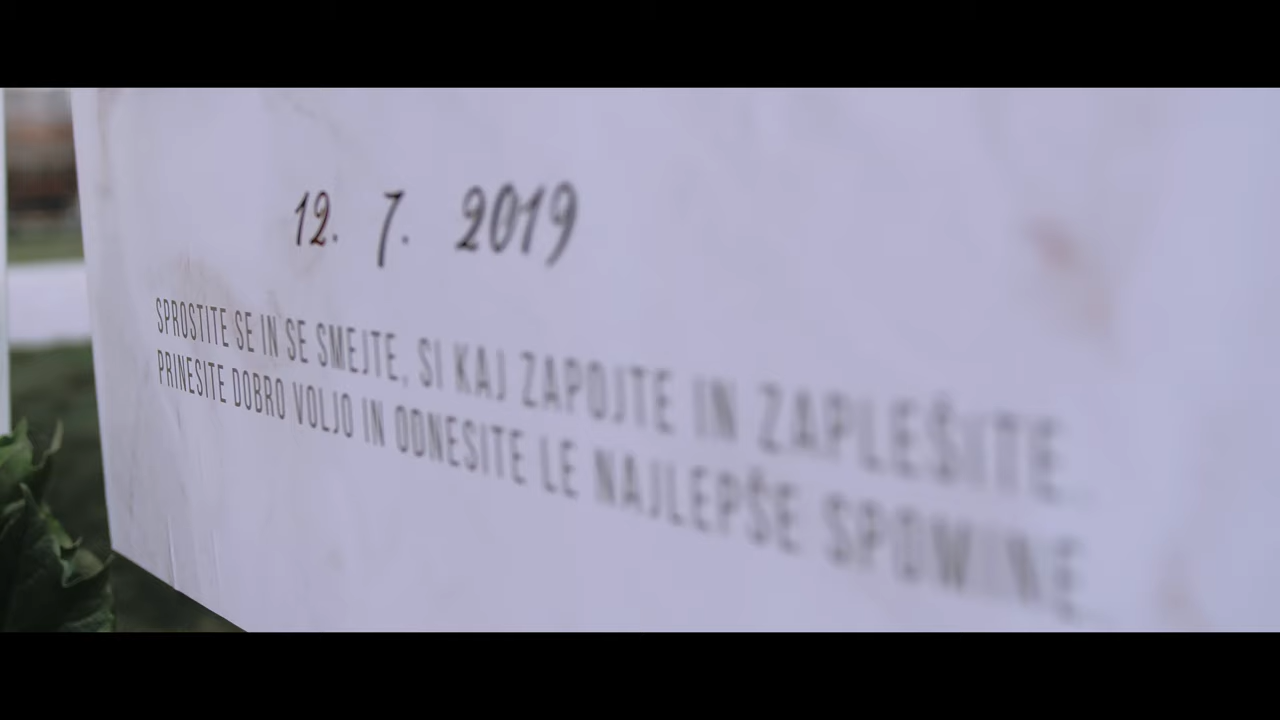 12. 7. 2019
SPROSTITE SE IN SE SMEJTE, SI KAJ ZAPOJTE IN ZAPLEŠITE.
PRINESITE DOBRO VOLJO IN ODNESITE LE NAJLEPŠE SPOMINE.